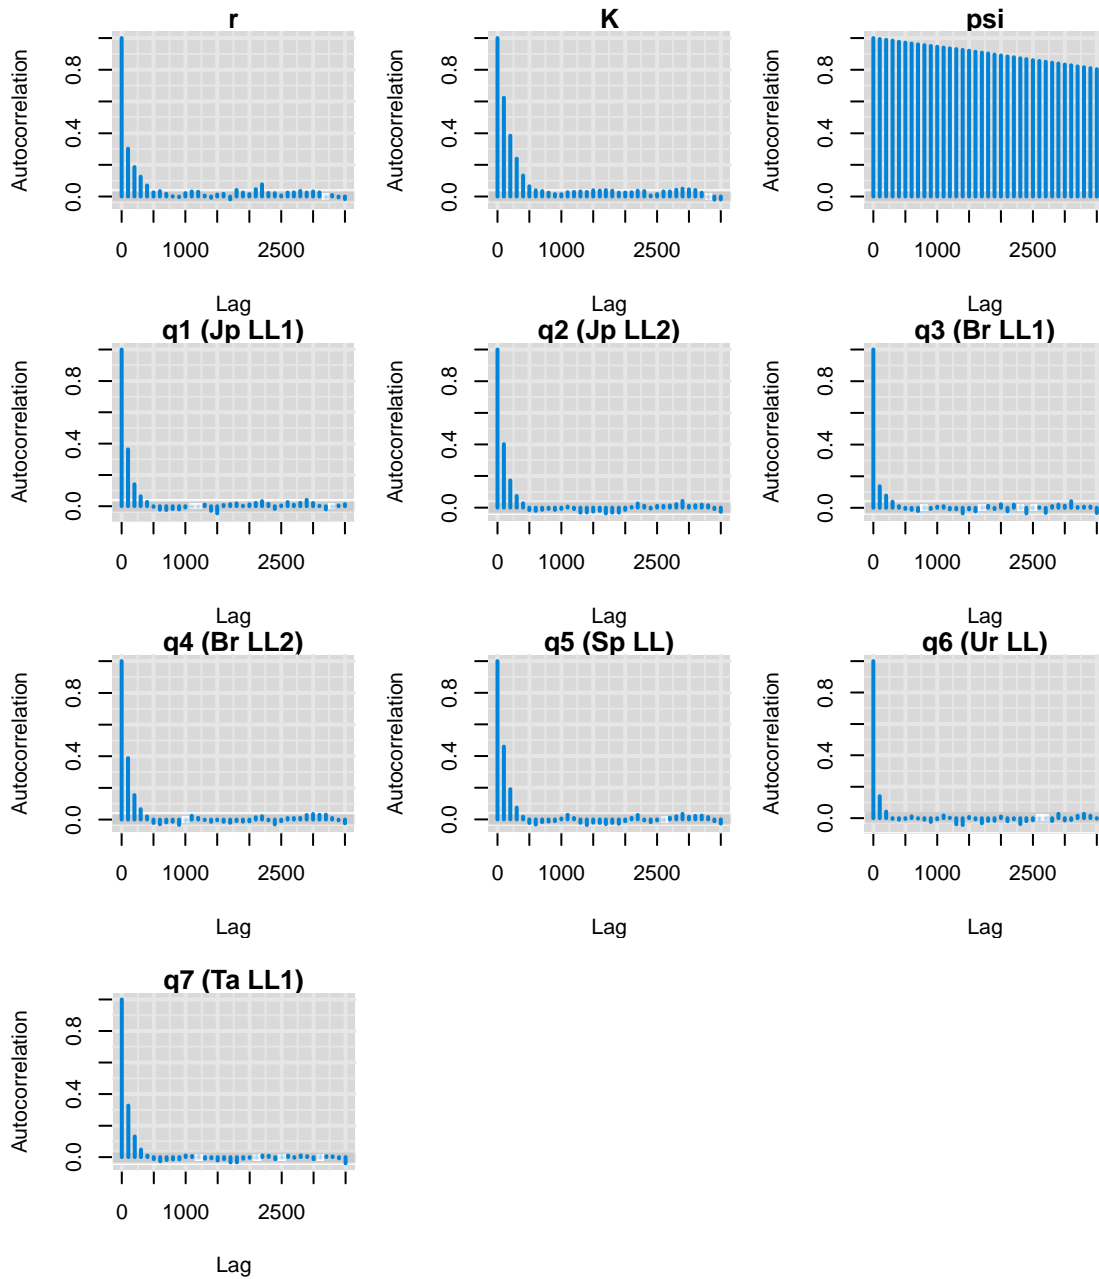 r
Autocorrelation
0.0 0.4 0.8
0 1000 2500
Lag
K
Autocorrelation
0.0 0.4 0.8
0 1000 2500
Lag
psi
Autocorrelation
0.0 0.4 0.8
0 1000 2500
Lag
q1 (Jp LL1)
Autocorrelation
0.0 0.4 0.8
0 1000 2500
Lag
q2 (Jp LL2)
Autocorrelation
0.0 0.4 0.8
0 1000 2500
Lag
q3 (Br LL1)
Autocorrelation
0.0 0.4 0.8
0 1000 2500
Lag
q4 (Br LL2)
Autocorrelation
0.0 0.4 0.8
0 1000 2500
Lag
q5 (Sp LL)
Autocorrelation
0.0 0.4 0.8
0 1000 2500
Lag
q6 (Ur LL)
Autocorrelation
0.0 0.4 0.8
0 1000 2500
Lag
q7 (Ta LL1)
Autocorrelation
0.0 0.4 0.8
0 1000 2500
Lag